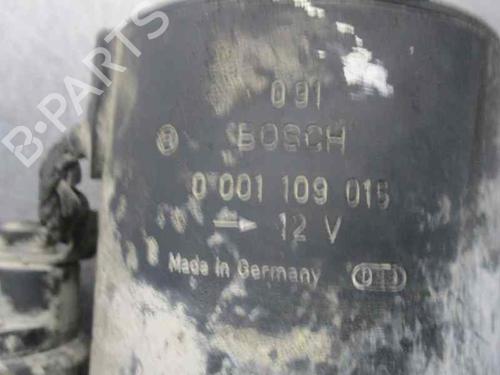 B-PARTS
091
BOSCH
0 001 109 015
12 V
Made in Germany